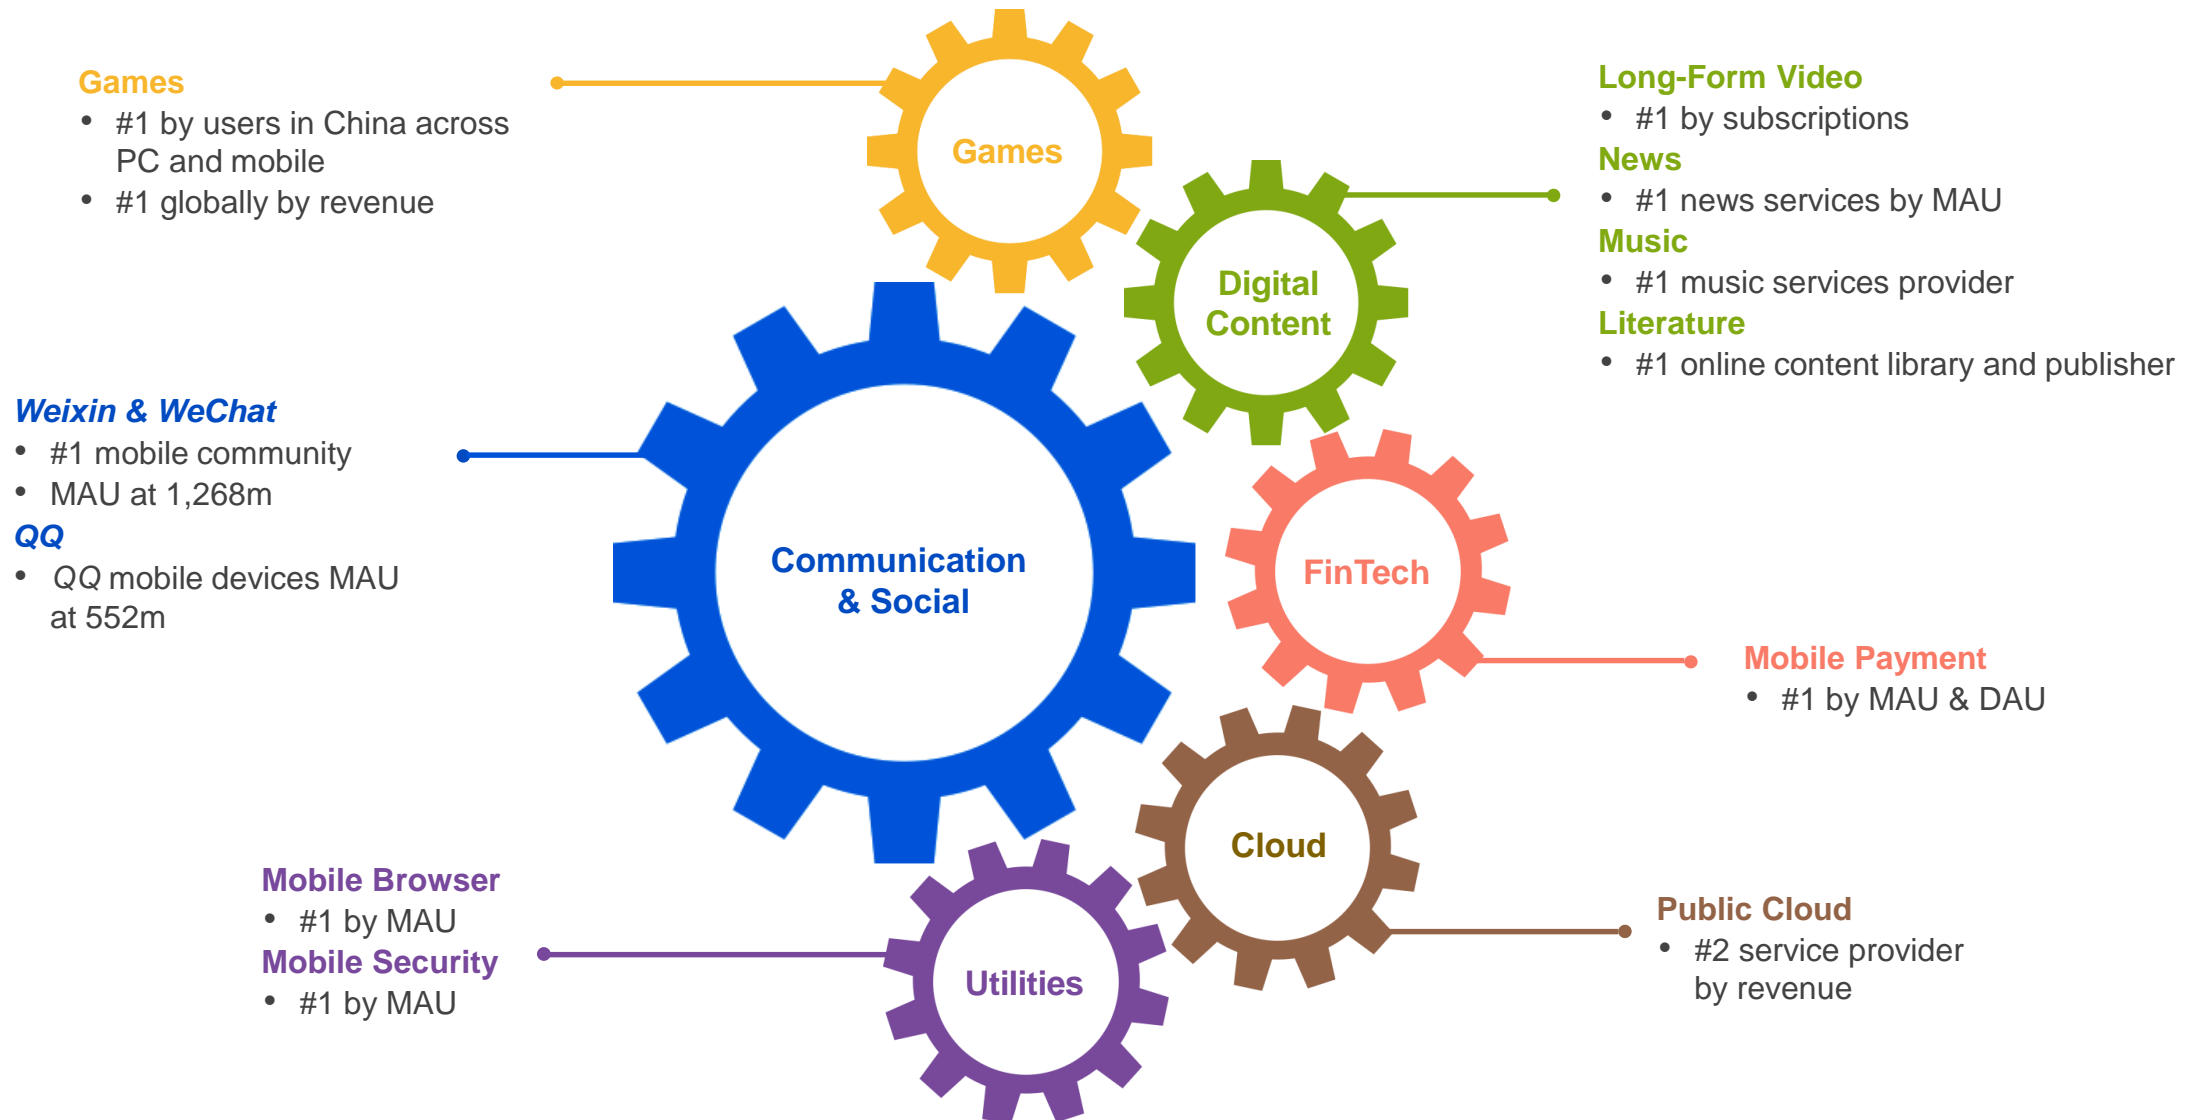 Games
• #1 by users in China across
PC and mobile
• #1 globally by revenue
Weixin & WeChat
• #1 mobile community
• MAU at 1,268m
QQ
• QQ mobile devices MAU
at 552m
Mobile Browser
• #1 by MAU
Mobile Security
• #1 by MAU
Games
Digital
Content
Communication
& Social
FinTech
Cloud
Utilities
Long-Form Video
• #1 by subscriptions
News
• #1 news services by MAU
Music
• #1 music services provider
Literature
• #1 online content library and publisher
Mobile Payment
• #1 by MAU & DAU
Public Cloud
• #2 service provider
by revenue